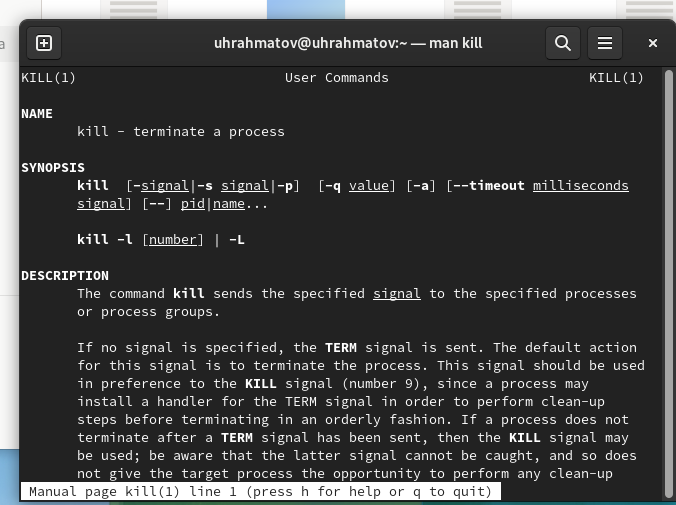 a
uhrahmatov@uhrahmatov:~ — man kill
KILL(1) User Commands KILL(1)
NAME
kill - terminate a process
SYNOPSIS
kill [-signal|-s signal|-p] [-q value] [-a] [--timeout milliseconds
signal] [--] pid|name...
kill -l [number] | -L
DESCRIPTION
The command kill sends the specified signal to the specified processes
or process groups.
If no signal is specified, the TERM signal is sent. The default action
for this signal is to terminate the process. This signal should be used
in preference to the KILL signal (number 9), since a process may
install a handler for the TERM signal in order to perform clean-up
steps before terminating in an orderly fashion. If a process does not
terminate after a TERM signal has been sent, then the KILL signal may
be used; be aware that the latter signal cannot be caught, and so does
not give the target process the opportunity to perform any clean-up
Manual page kill(1) line 1 (press h for help or q to quit)